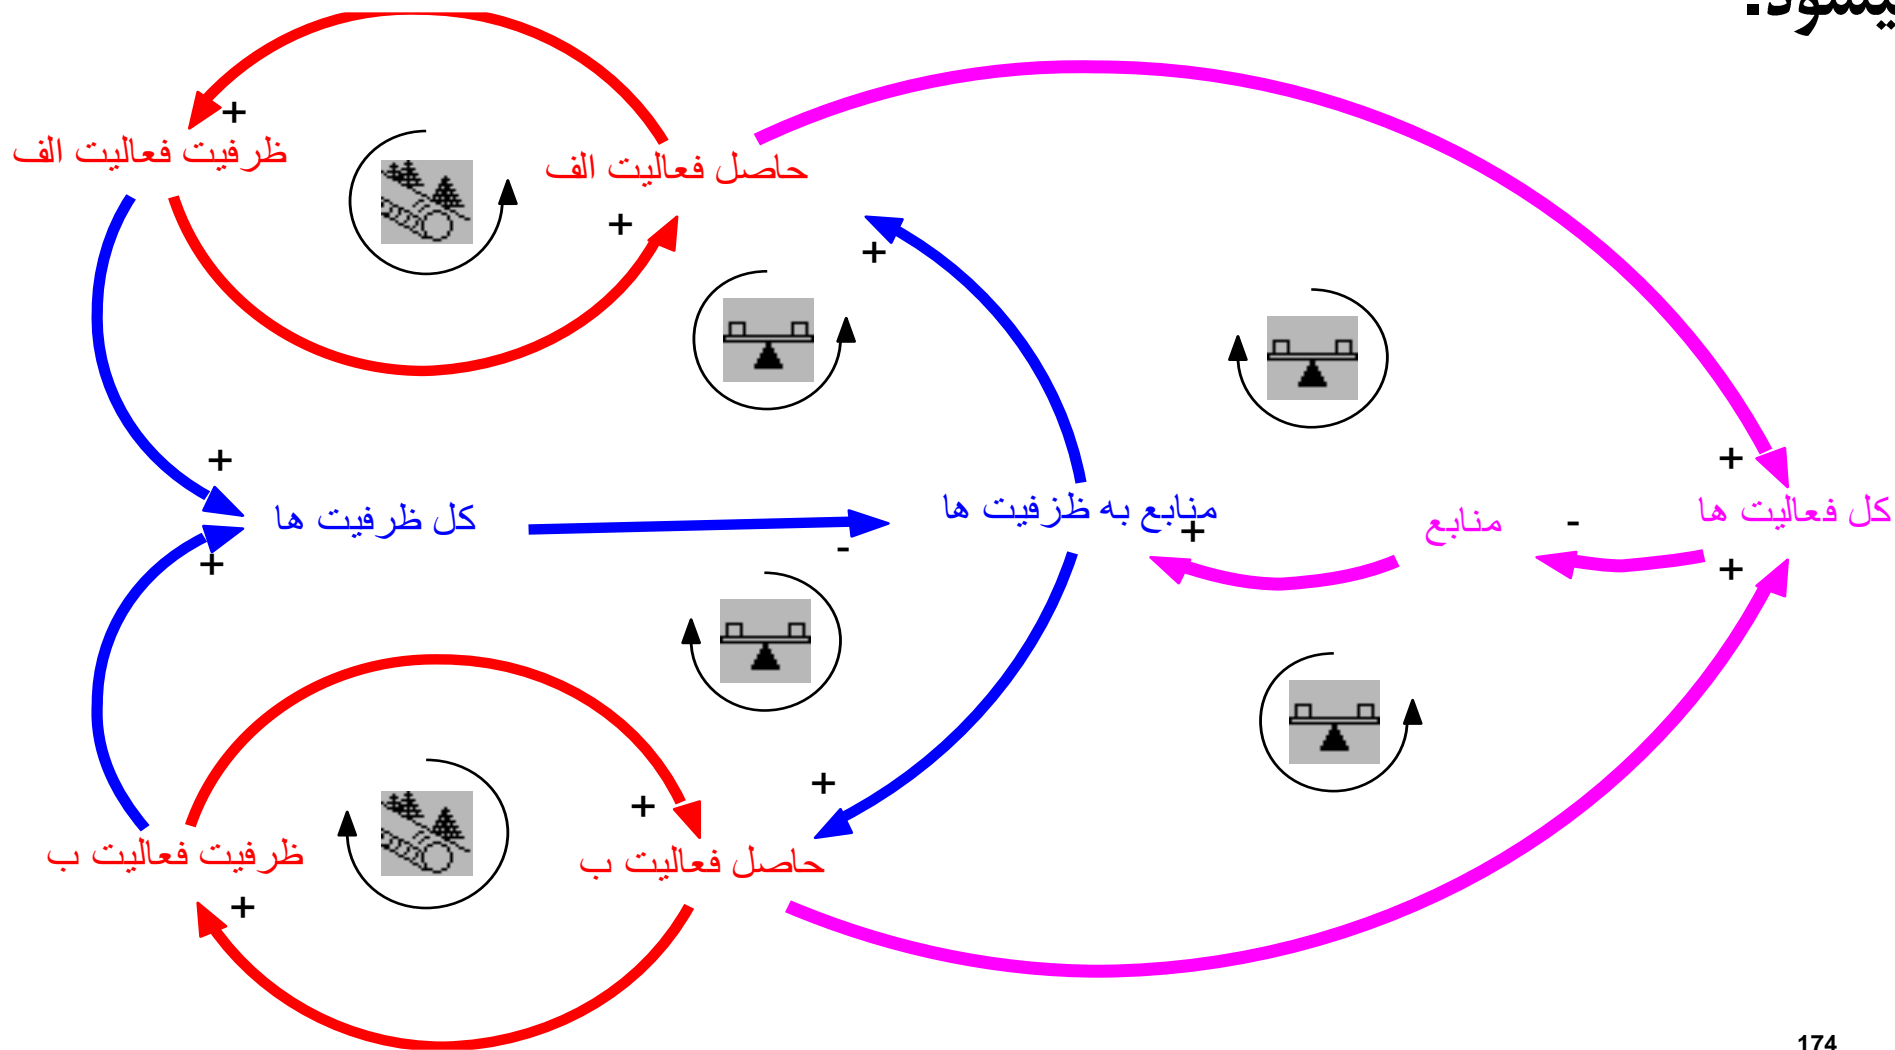 ظرفیت فعالیت الف
+
حاصل فعالیت الف
+
+
+
کل ظرفیت ها
+
-
منابع به ظزفیت ها
+
منابع
-
کل فعالیت ها
+
+
ظرفیت فعالیت ب
+
حاصل فعالیت ب
+
+
174